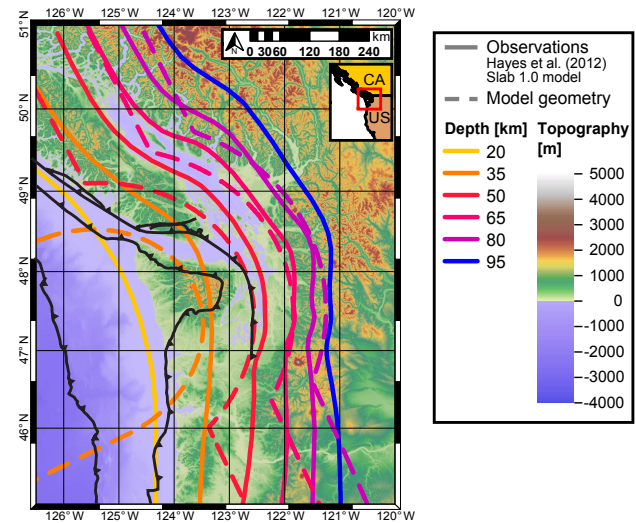 126°W 125°W 124°W 123°W 122°W 121°W 120°W
51°N
50°N
49°N
48°N
47°N
46°N
km
0 30 60 120 180 240
CA
US
126°W 125°W 124°W 123°W 122°W 121°W 120°W
Observations
Hayes et al. (2012)
Slab 1.0 model
Model geometry
Depth [km]
20
35
50
65
80
95
Topography
[m]
5000
4000
3000
2000
1000
0
-1000
-2000
-3000
-4000